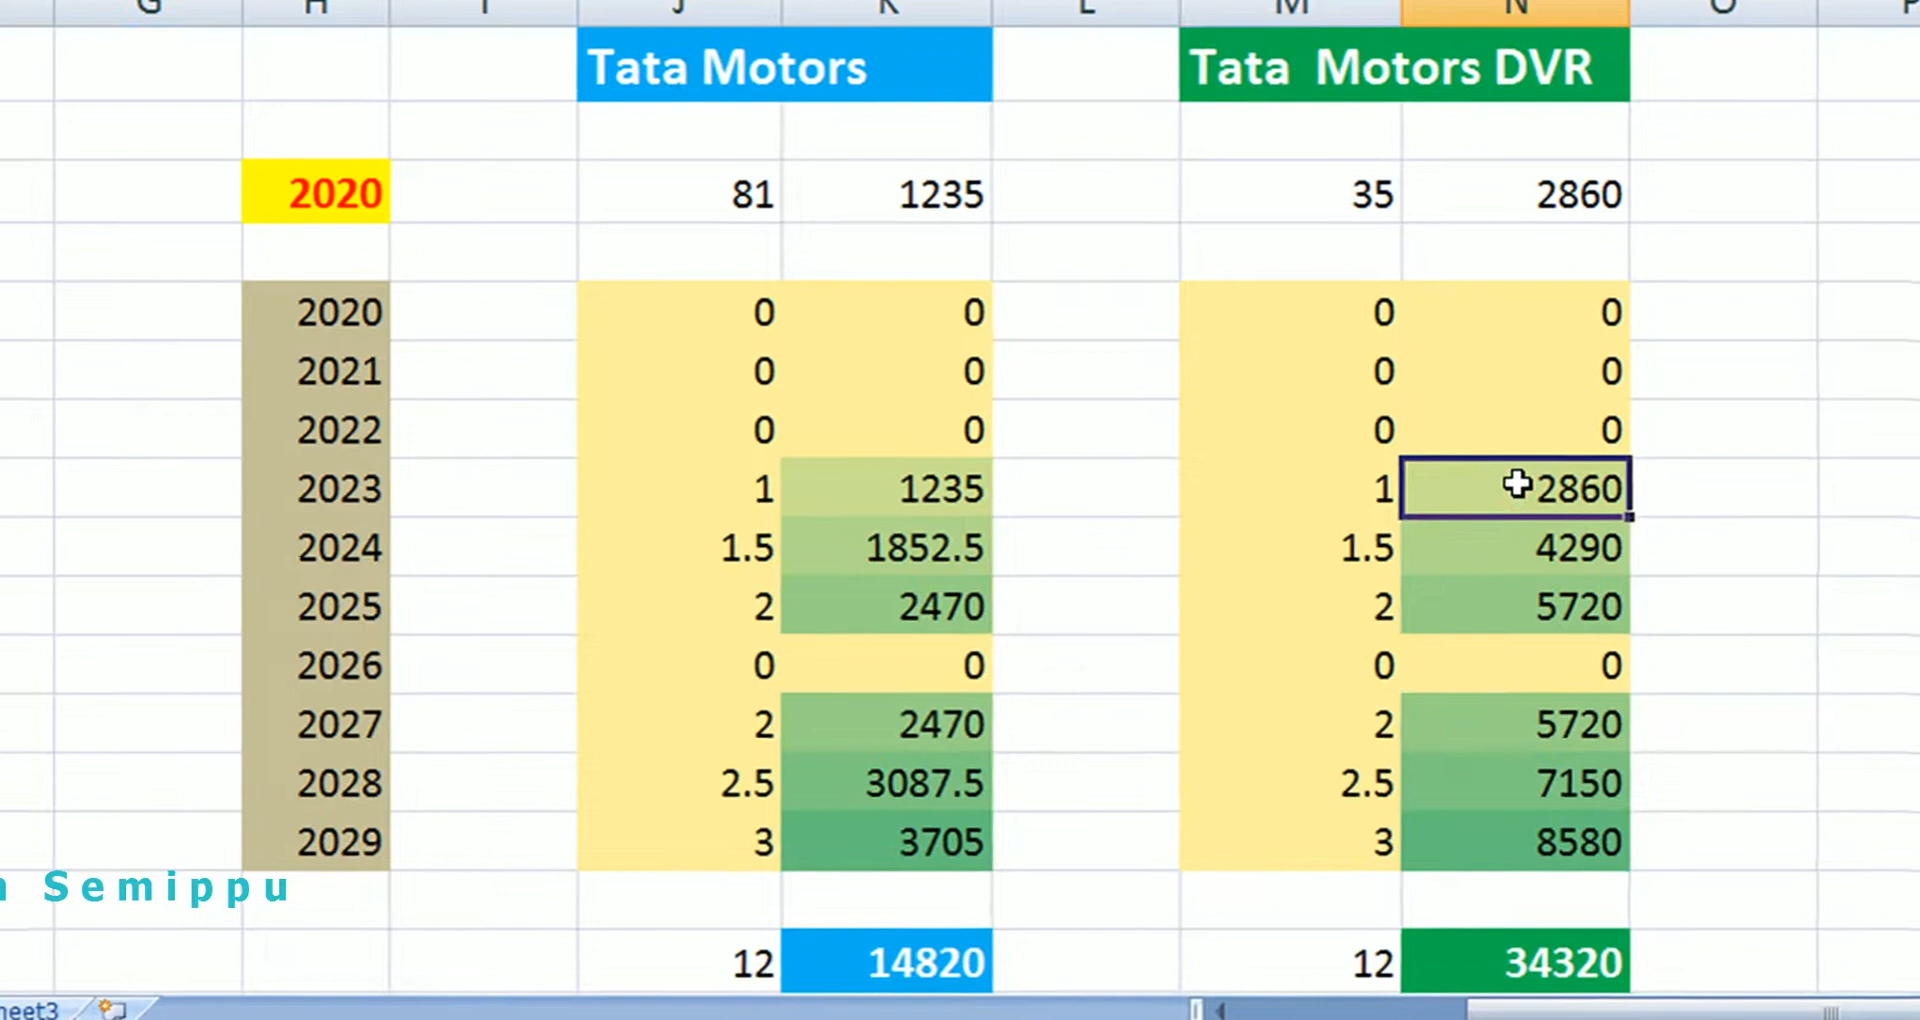 G H I J K L M N O P
Tata Motors Tata Motors DVR
2020 81 1235 35 2860
2020 0 0 0 0
2021 0 0 0 0
2022 0 0 0 0
2023 1 1235 1 2860
2024 1.5 1852.5 1.5 4290
2025 2 2470 2 5720
2026 0 0 0 0
2027 2 2470 2 5720
2028 2.5 3087.5 2.5 7150
2029 3 3705 3 8580
Semippu
12 14820 12 34320
heet3